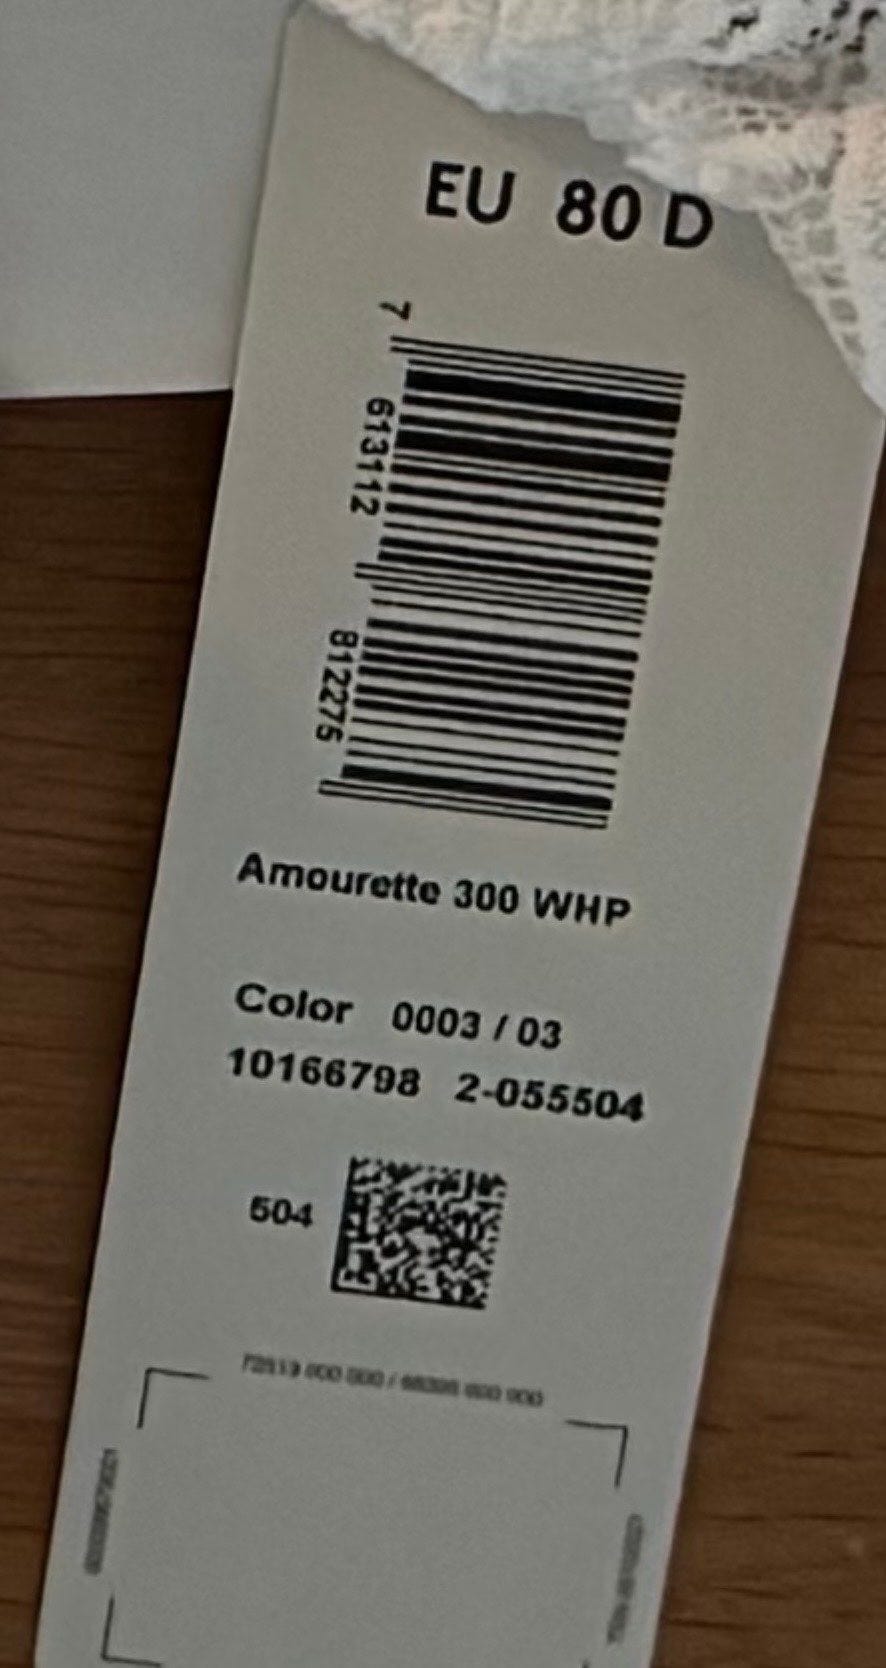 EU 80 D
7 613112 812275
Amourette 300 WHP
Color 0003 / 03
10166798 2-055504
504